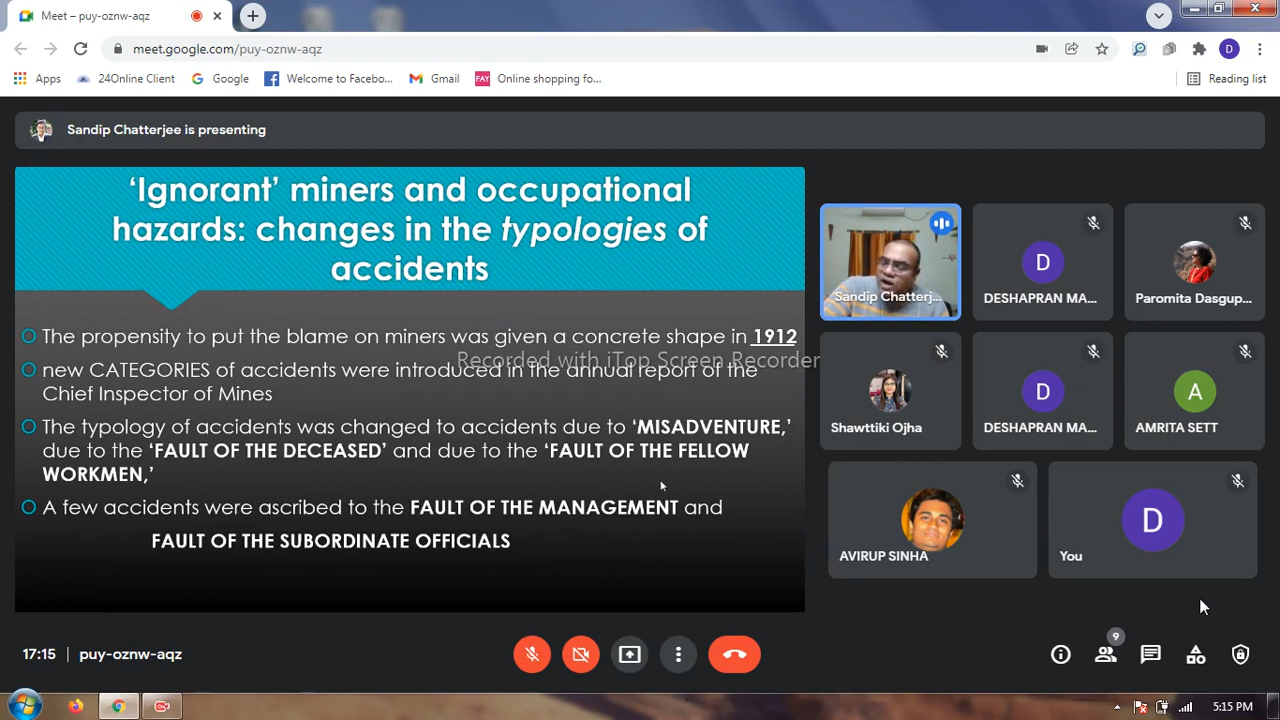 Meet – puy-oznw-aqz
meet.google.com/puy-oznw-aqz
D
Apps
24Online Client
G Google
Welcome to Facebo...
Gmail
FAY Online shopping fo...
Reading list
Sandip Chatterjee is presenting
‘Ignorant’ miners and occupational
hazards: changes in the typologies of
accidents
The propensity to put the blame on miners was given a concrete shape in 1912
new CATEGORIES of accidents were introduced in the annual report of the
Chief Inspector of Mines
The typology of accidents was changed to accidents due to ‘MISADVENTURE,’
due to the ‘FAULT OF THE DECEASED’ and due to the ‘FAULT OF THE FELLOW
WORKMEN,’
A few accidents were ascribed to the FAULT OF THE MANAGEMENT and
FAULT OF THE SUBORDINATE OFFICIALS
Recorded with iTop Screen Recorder
Sandip Chatterj...
D
DESHAPRAN MA...
Paromita Dasgup...
Shawttiki Ojha
D
DESHAPRAN MA...
A
AMRITA SETT
AVIRUP SINHA
D
You
17:15 | puy-oznw-aqz
9
5:15 PM